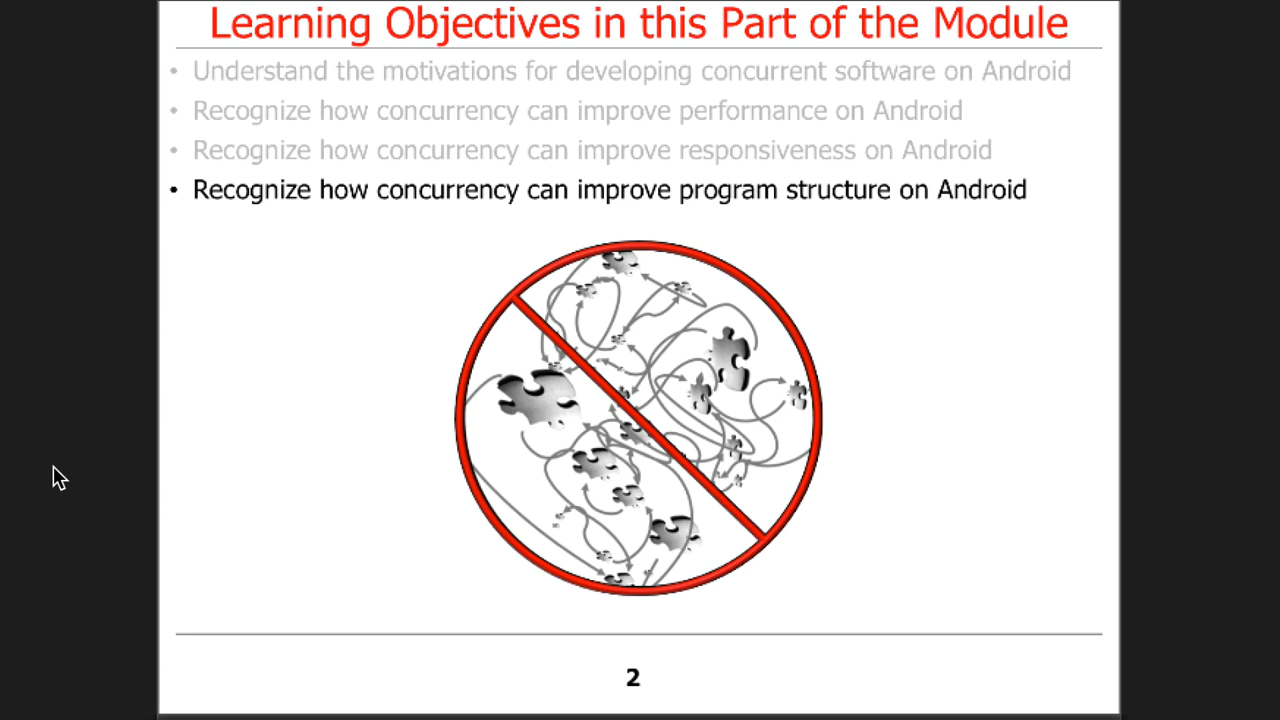 Learning Objectives in this Part of the Module
• Understand the motivations for developing concurrent software on Android
• Recognize how concurrency can improve performance on Android
• Recognize how concurrency can improve responsiveness on Android
• Recognize how concurrency can improve program structure on Android
2